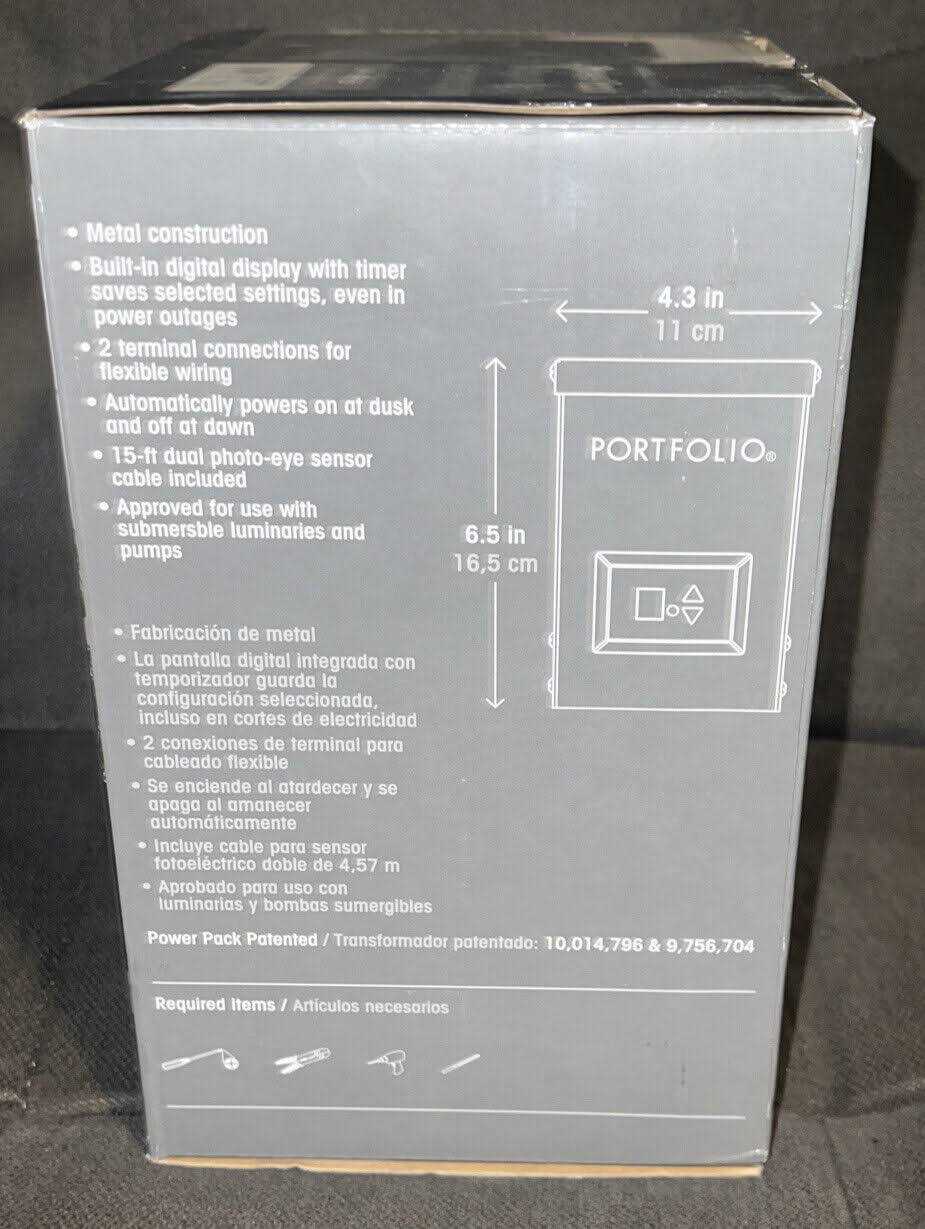 • Metal construction
• Built-in digital display with timer
saves selected settings, even in
power outages
• 2 terminal connections for
flexible wiring
• Automatically powers on at dusk
and off at dawn
• 15-ft dual photo-eye sensor
cable included
• Approved for use with
submersble luminaries and
pumps
4.3 in
11 cm
PORTFOLIO®
6.5 in
16,5 cm
• Fabricación de metal
• La pantalla digital integrada con
temporizador guarda la
configuración seleccionada,
incluso en cortes de electricidad
• 2 conexiones de terminal para
cableado flexible
• Se enciende al atardecer y se
apaga al amanecer
automáticamente
• Incluye cable para sensor
fotoeléctrico doble de 4,57 m
• Aprobado para uso con
luminarias y bombas sumergibles
Power Pack Patented / Transformador patentado: 10,014,796 & 9,756,704
Required Items / Artículos necesarios